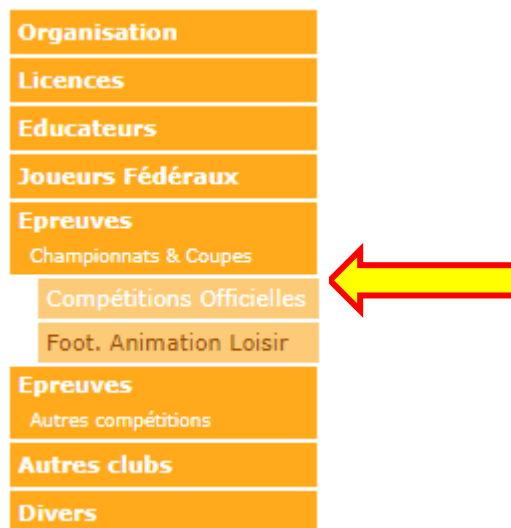 Organisation
Licences
Educateurs
Joueurs Fédéraux
Epreuves
Championnats & Coupes
Compétitions Officielles
Foot. Animation Loisir
Epreuves
Autres compétitions
Autres clubs
Divers